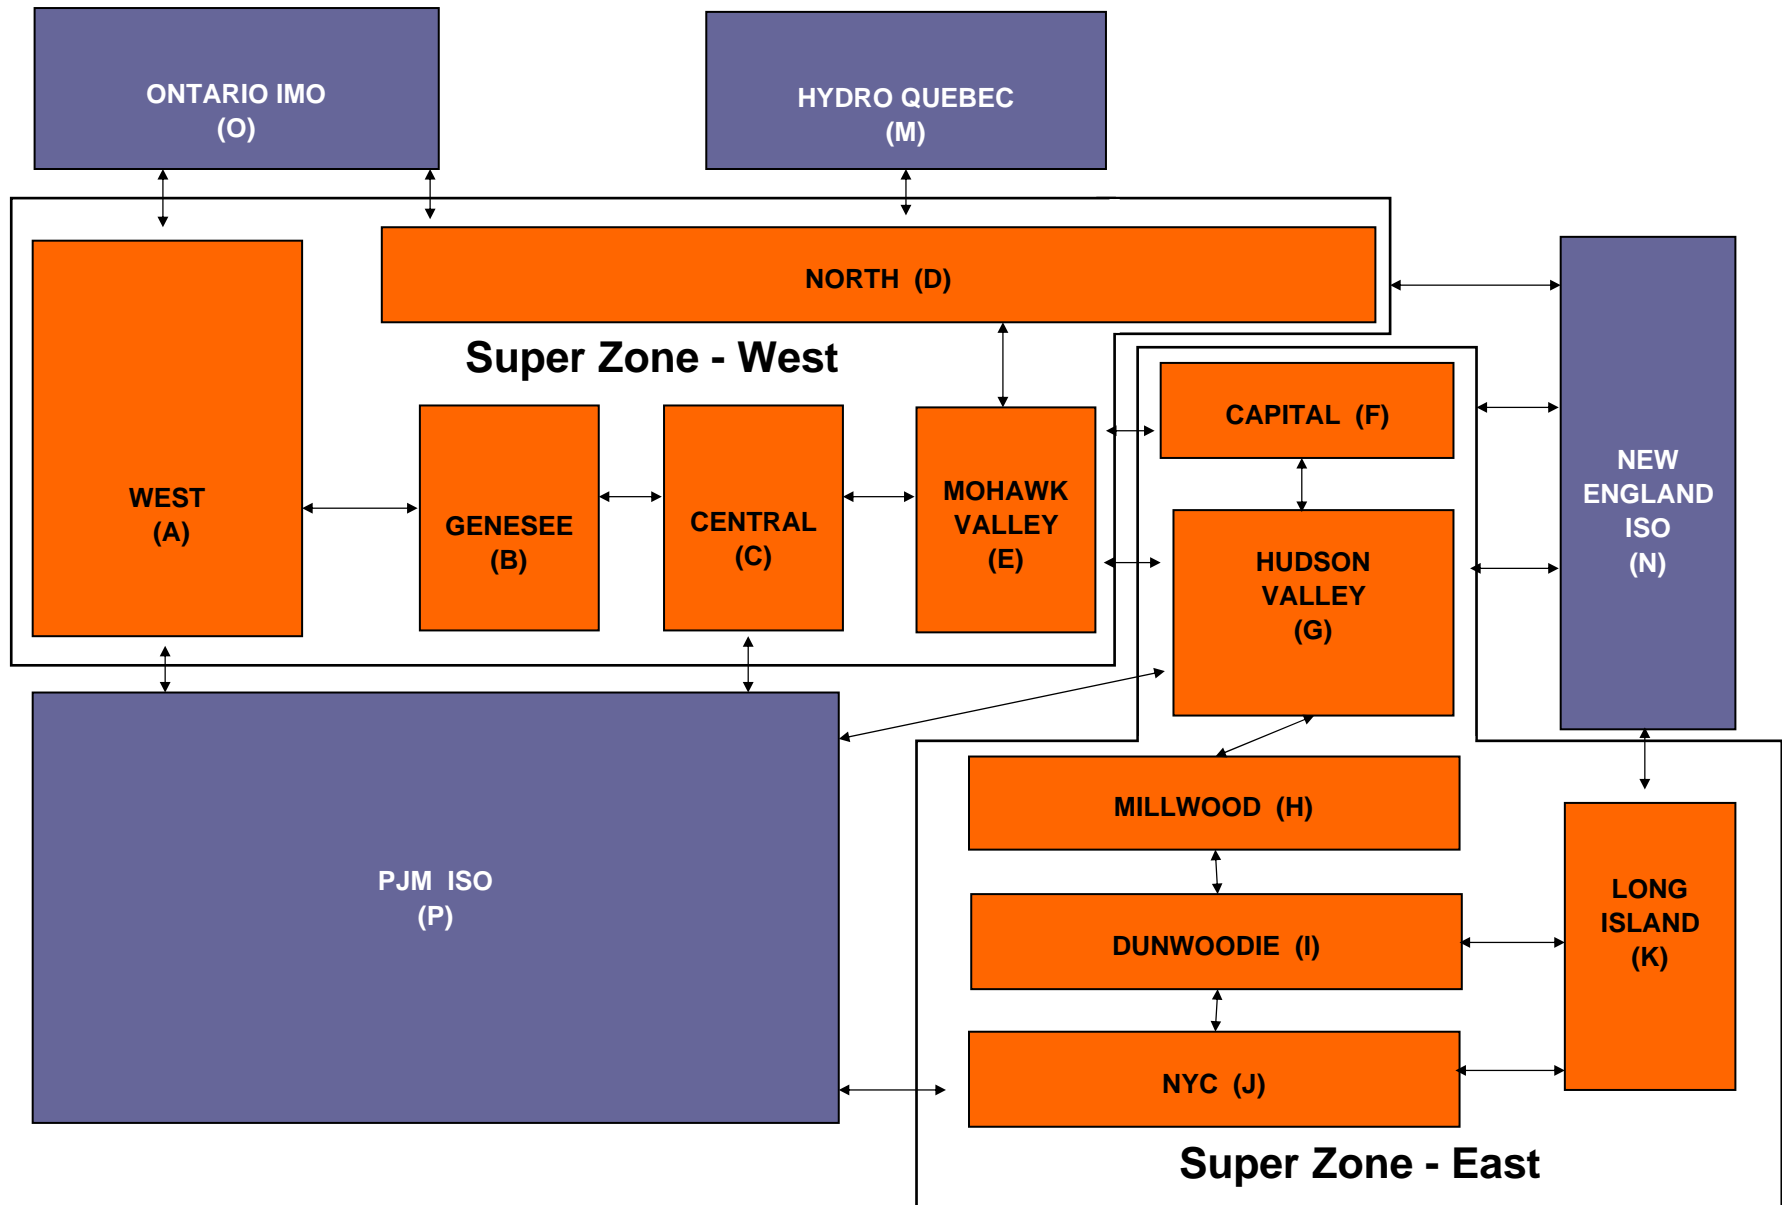 ONTARIO IMO
(O)
HYDRO QUEBEC
(M)
NORTH (D)
Super Zone - West
WEST
(A)
GENESEE
(B)
CENTRAL
(C)
MOHAWK
VALLEY
(E)
CAPITAL (F)
HUDSON
VALLEY
(G)
NEW
ENGLAND
ISO
(N)
PJM ISO
(P)
MILLWOOD (H)
DUNWOODIE (I)
NYC (J)
LONG
ISLAND
(K)
Super Zone - East